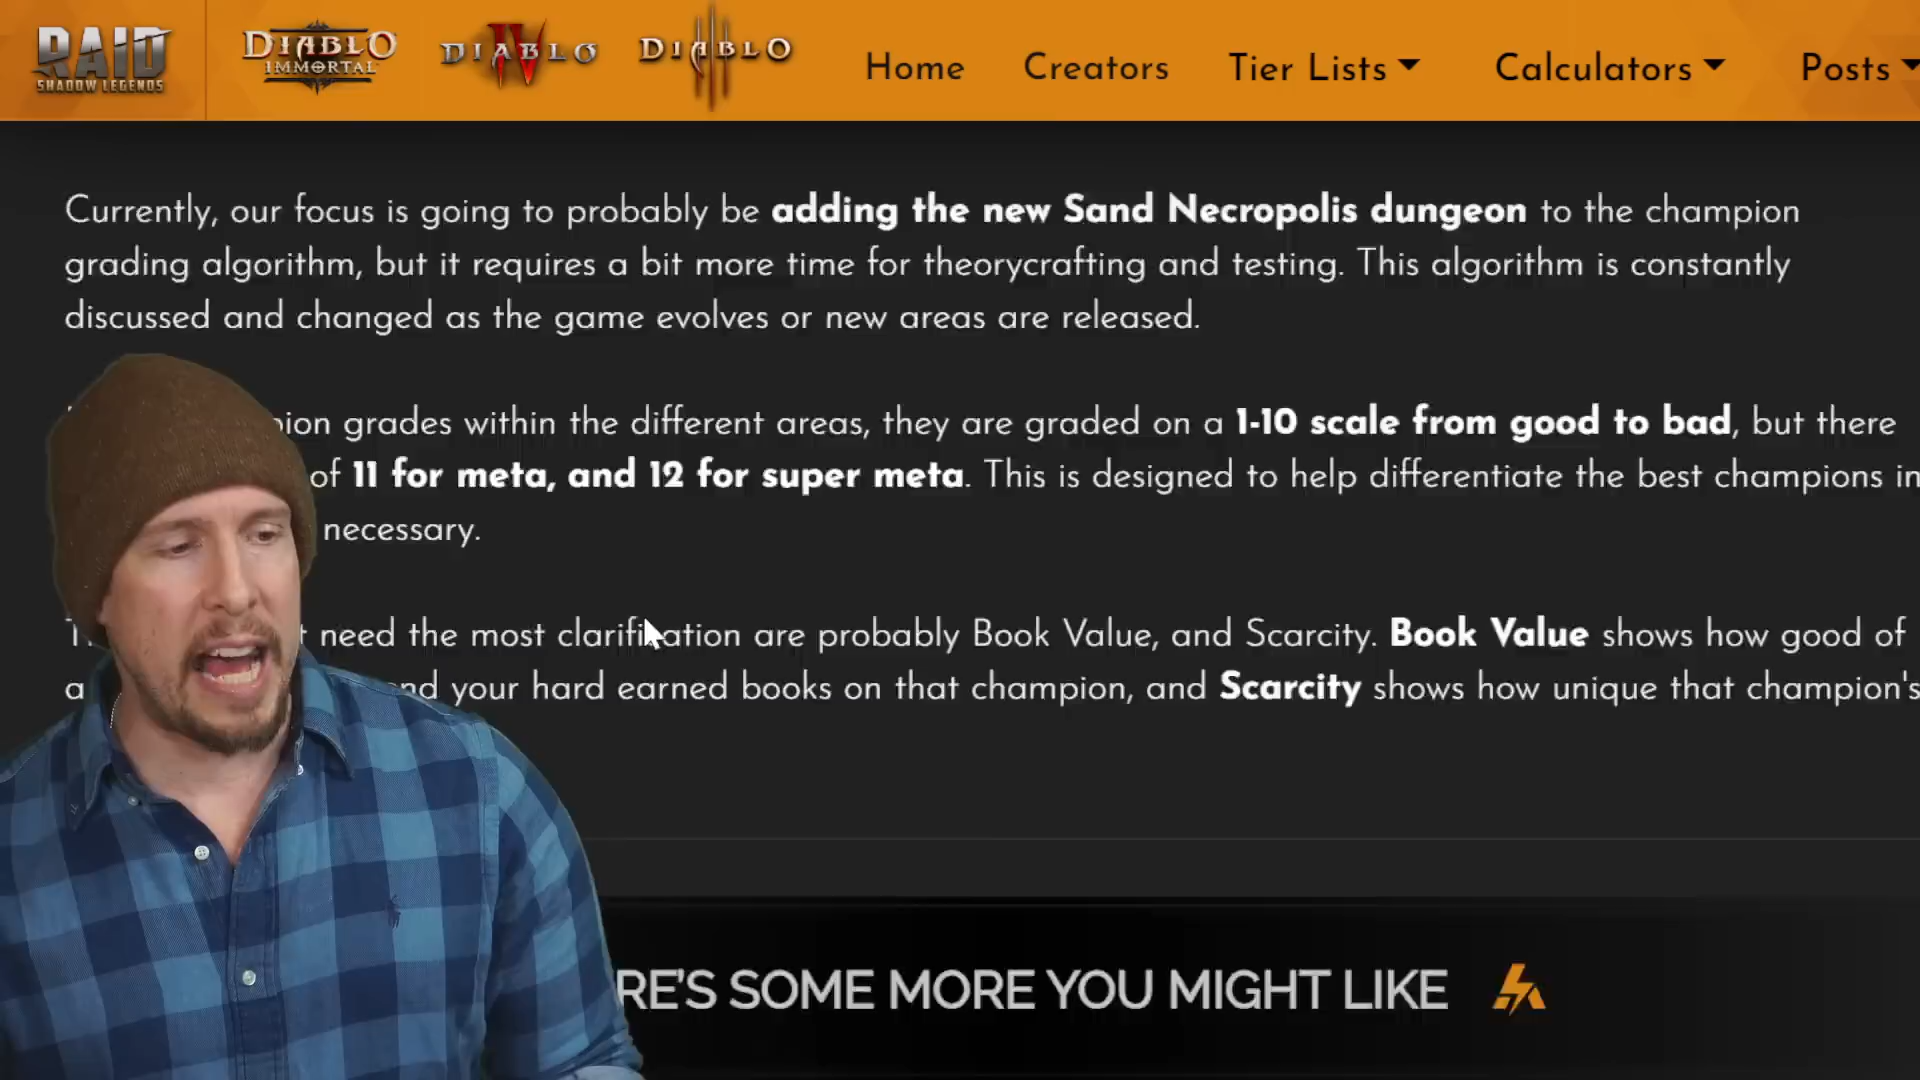 RAID
SHADOW LEGENDS
DIABLO
IMMORTAL
DIABLO IV
DIABLO
Home
Creators
Tier Lists
Calculators
Posts
Currently, our focus is going to probably be adding the new Sand Necropolis dungeon to the champion
grading algorithm, but it requires a bit more time for theorycrafting and testing. This algorithm is constantly
discussed and changed as the game evolves or new areas are released.
grades within the different areas, they are graded on a 1-10 scale from good to bad, but there
of 11 for meta, and 12 for super meta. This is designed to help differentiate the best champions in
necessary.
need the most clarification are probably Book Value, and Scarcity. Book Value shows how good of
a your hard earned books on that champion, and Scarcity shows how unique that champion's
SOME MORE YOU MIGHT LIKE